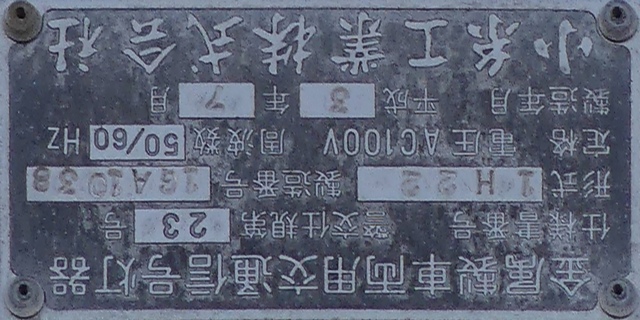 金属製車両用交通信号灯器
仕様書番号 警交仕規第 23 号
形式 1H22 製造番号
定格 電圧 AC100V 周波数 50/60 HZ
製造年月 平成 3 年 7 月
小糸工業株式会社